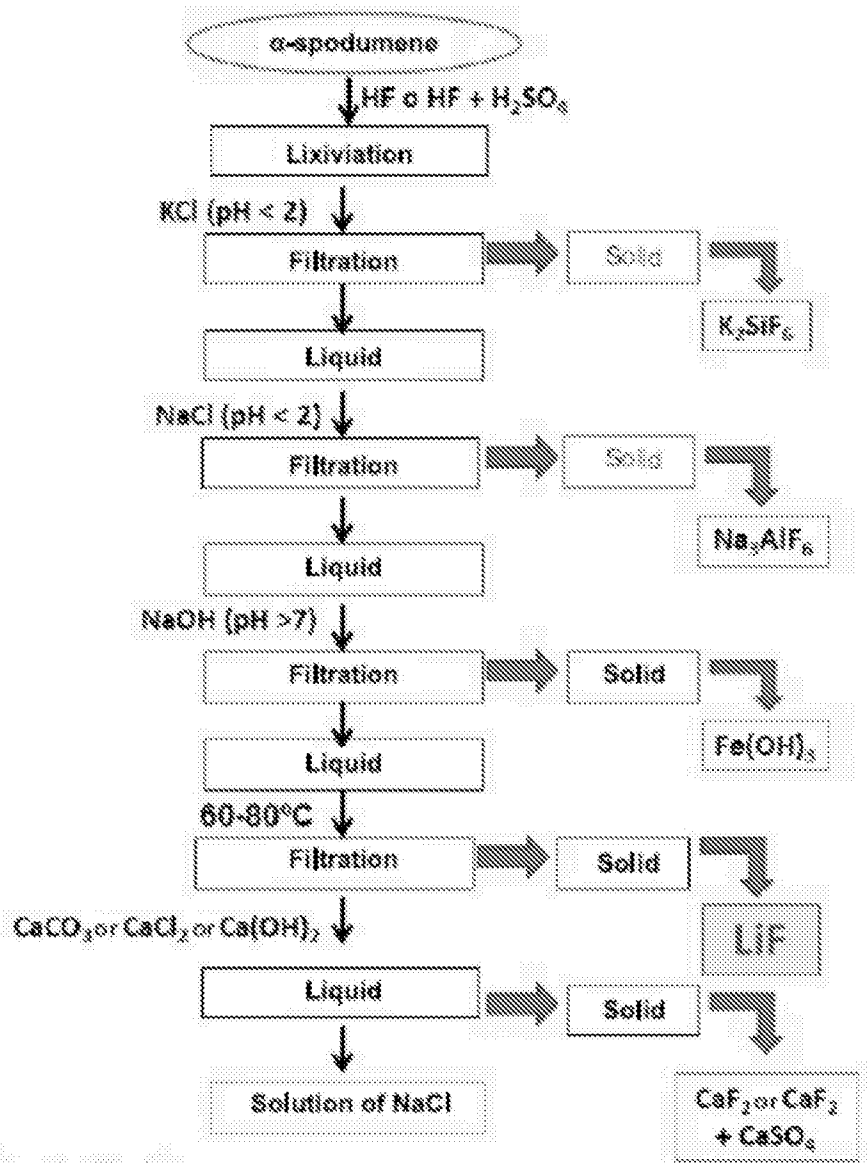 α-spodumene
HF o HF + H₂SO₄
Lixiviation
KCl (pH < 2)
Filtration
Solid
K₂SiF₆
Liquid
NaCl (pH < 2)
Filtration
Solid
Na₃AlF₆
Liquid
NaOH (pH >7)
Filtration
Solid
Fe(OH)₃
Liquid
60-80ºC
Filtration
Solid
LiF
CaCO₃ or CaCl₂ or Ca(OH)₂
Liquid
Solid
Solution of NaCl
CaF₂ or CaF₂
+ CaSO₄